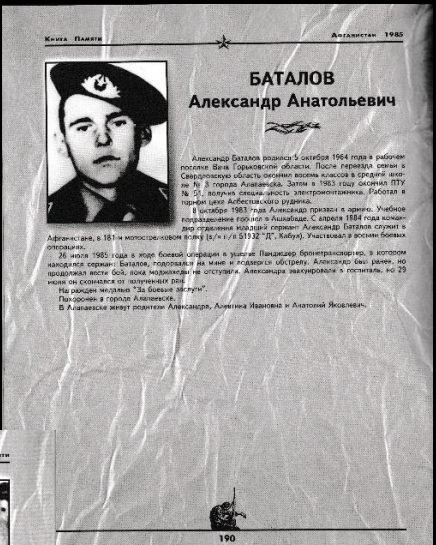 Книга Памяти
Афганистан 1985
БАТАЛОВ
Александр Анатольевич
Александр Баталов родился 5 октября 1964 года в рабочем
поселке Вача Горьковской области. После переезда семьи в
Свердловскую область окончил восемь классов в средней шко-
ле № 3 города Алапаевска. Затем в 1983 году окончил ПТУ
№ 51, получив специальность электромонтажника. Работал в
горном цехе Асбестовского рудника.
В октябре 1983 года Александр призван в армию. Учебное
подразделение прошел в Ашхабаде. С апреля 1984 года коман-
дир отделения младший сержант Александр Баталов служит в
Афганистане, в 181-м мотострелковом полку (в/ч п/п 51932 "Д", Кабул). Участвовал в восьми боевых
операциях.
26 июля 1985 года в ходе боевой операции в ущелье Панджшер бронетранспортер, в котором
находился сержант Баталов, подорвался на мине и подвергся обстрелу. Александр был ранен, но
продолжал вести бой, пока моджахеды не отступили. Александра эвакуировали в госпиталь, но 29
июля он скончался от полученных ран.
Награжден медалью "За боевые заслуги".
Похоронен в городе Алапаевске.
В Алапаевске живут родители Александра, Алевтина Ивановна и Анатолий Яковлевич.
190